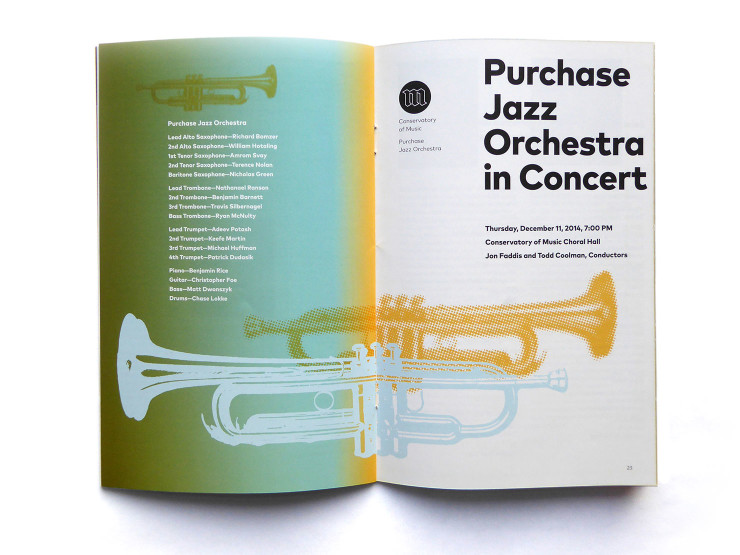 Purchase Jazz Orchestra
Lead Alto Saxophone—Richard Bomzer
2nd Alto Saxophone—William Hotaling
1st Tenor Saxophone—Amram Svay
2nd Tenor Saxophone—Terence Nolan
Baritone Saxophone—Nicholas Green
Lead Trombone—Nathanael Ranson
2nd Trombone—Benjamin Barnett
3rd Trombone—Travis Silbernagel
Bass Trombone—Ryan McNulty
Lead Trumpet—Adeev Potash
2nd Trumpet—Keefe Martin
3rd Trumpet—Michael Huffman
4th Trumpet—Patrick Dudasik
Piano—Benjamin Rice
Guitar—Christopher Poe
Bass—Matt Dwonszyk
Drums—Chase Lokke
m
Conservatory
of Music
Purchase
Jazz Orchestra
Purchase
Jazz
Orchestra
in Concert
Thursday, December 11, 2014, 7:00 PM
Conservatory of Music Choral Hall
Jon Faddis and Todd Coolman, Conductors
23